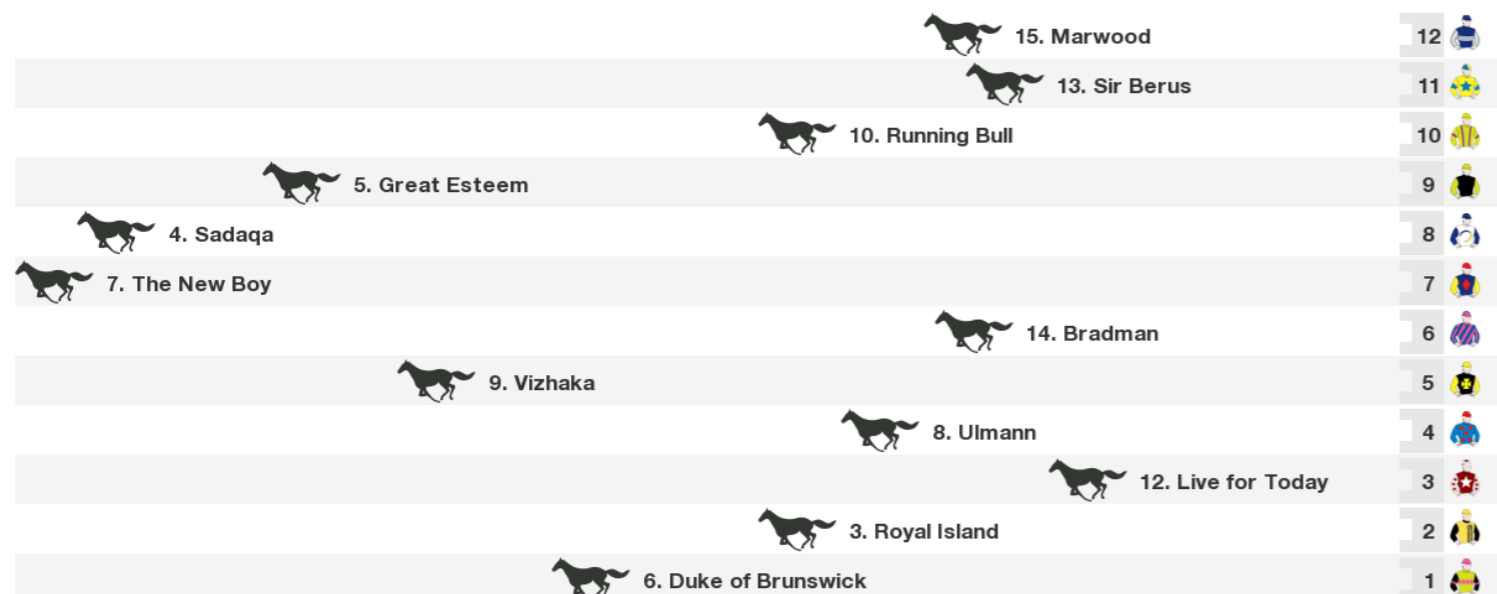 15. Marwood 12
13. Sir Berus 11
10. Running Bull 10
5. Great Esteem 9
4. Sadaqa 8
7. The New Boy 7
14. Bradman 6
9. Vizhaka 5
8. Ulmann 4
12. Live for Today 3
3. Royal Island 2
6. Duke of Brunswick 1